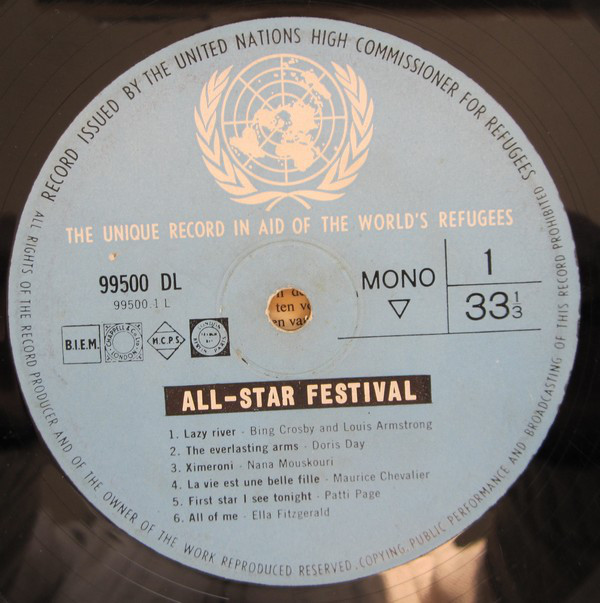 RECORD ISSUED BY THE UNITED NATIONS HIGH COMMISSIONER FOR REFUGEES
THE UNIQUE RECORD IN AID OF THE WORLD'S REFUGEES
99500 DL
99500.1 L
MONO
1
33⅓
B.I.E.M.
CHAPPELL & CO LTD
LONDON
M.C.P.S.
ALL-STAR FESTIVAL
1. Lazy river - Bing Crosby and Louis Armstrong
2. The everlasting arms - Doris Day
3. Ximeroni - Nana Mouskouri
4. La vie est une belle fille - Maurice Chevalier
5. First star I see tonight - Patti Page
6. All of me - Ella Fitzgerald
ALL RIGHTS OF THE RECORD PRODUCER AND OF THE OWNER OF THE WORK REPRODUCED RESERVED. COPYING, PUBLIC PERFORMANCE AND BROADCASTING OF THIS RECORD PROHIBITED